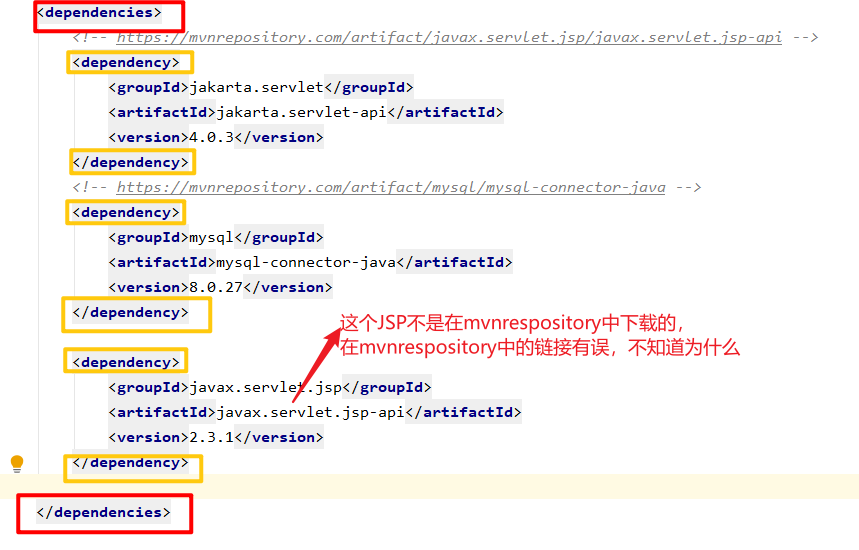 <dependencies>
<!-- https://mvnrepository.com/artifact/javax.servlet.jsp/javax.servlet.jsp-api -->
<dependency>
<groupId>jakarta.servlet</groupId>
<artifactId>jakarta.servlet-api</artifactId>
<version>4.0.3</version>
</dependency>
<!-- https://mvnrepository.com/artifact/mysql/mysql-connector-java -->
<dependency>
<groupId>mysql</groupId>
<artifactId>mysql-connector-java</artifactId>
<version>8.0.27</version>
</dependency>
这个JSP不是在mvnrespository中下载的，
在mvnrespository中的链接有误，不知道为什么
<dependency>
<groupId>javax.servlet.jsp</groupId>
<artifactId>javax.servlet.jsp-api</artifactId>
<version>2.3.1</version>
</dependency>
</dependencies>